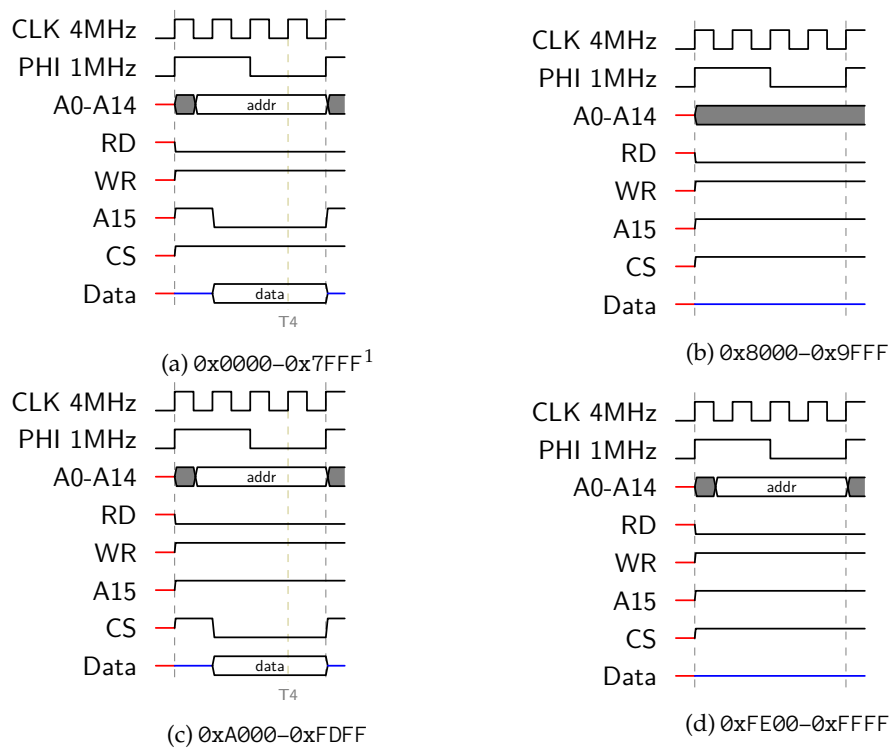 CLK 4MHz
PHI 1MHz
A0-A14
addr
RD
WR
A15
CS
Data
data
T4
(a) 0x0000–0x7FFF¹
CLK 4MHz
PHI 1MHz
A0-A14
RD
WR
A15
CS
Data
(b) 0x8000–0x9FFF
CLK 4MHz
PHI 1MHz
A0-A14
addr
RD
WR
A15
CS
Data
data
T4
(c) 0xA000–0xFDFF
CLK 4MHz
PHI 1MHz
A0-A14
addr
RD
WR
A15
CS
Data
(d) 0xFE00–0xFFFF